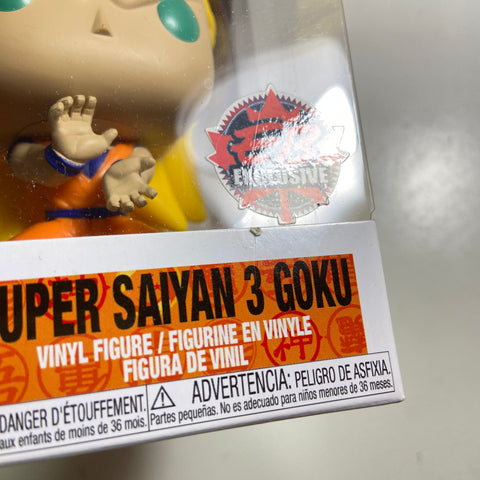 EXCLUSIVE
UPER SAIYAN 3 GOKU
VINYL FIGURE / FIGURINE EN VINYLE
FIGURA DE VINIL
DANGER D'ÉTOUFFEMENT.
aux enfants de moins de 36 mois.
ADVERTENCIA: PELIGRO DE ASFIXIA.
Partes pequeñas. No es adecuado para niños menores de 36 meses.